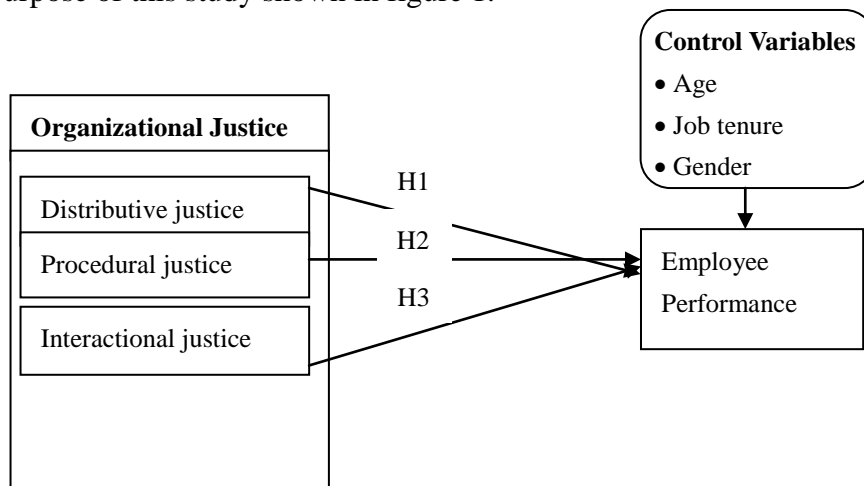 urpose of this study shown in figure 1.
Control Variables
• Age
• Job tenure
• Gender
Organizational Justice
Distributive justice
Procedural justice
Interactional justice
H1
H2
H3
Employee
Performance